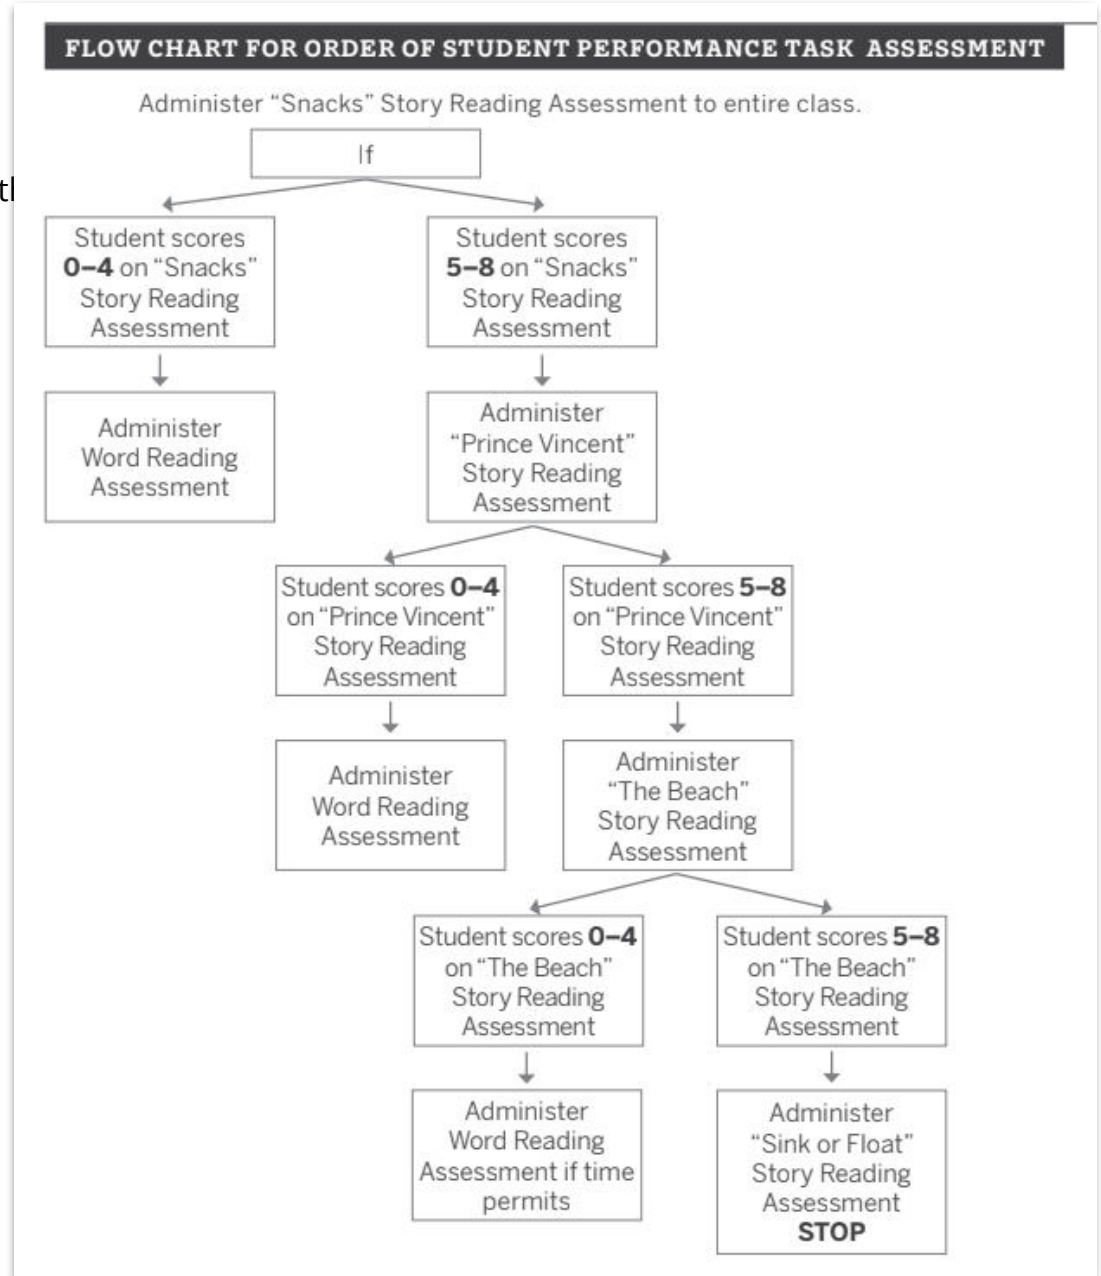 FLOW CHART FOR ORDER OF STUDENT PERFORMANCE TASK ASSESSMENT
Administer “Snacks” Story Reading Assessment to entire class.
If
Student scores
0–4 on “Snacks”
Story Reading
Assessment
Student scores
5–8 on “Snacks”
Story Reading
Assessment
Administer
Word Reading
Assessment
Administer
“Prince Vincent”
Story Reading
Assessment
Student scores 0–4
on “Prince Vincent”
Story Reading
Assessment
Student scores 5–8
on “Prince Vincent”
Story Reading
Assessment
Administer
Word Reading
Assessment
Administer
“The Beach”
Story Reading
Assessment
Student scores 0–4
on “The Beach”
Story Reading
Assessment
Student scores 5–8
on “The Beach”
Story Reading
Assessment
Administer
Word Reading
Assessment if time
permits
Administer
“Sink or Float”
Story Reading
Assessment
STOP